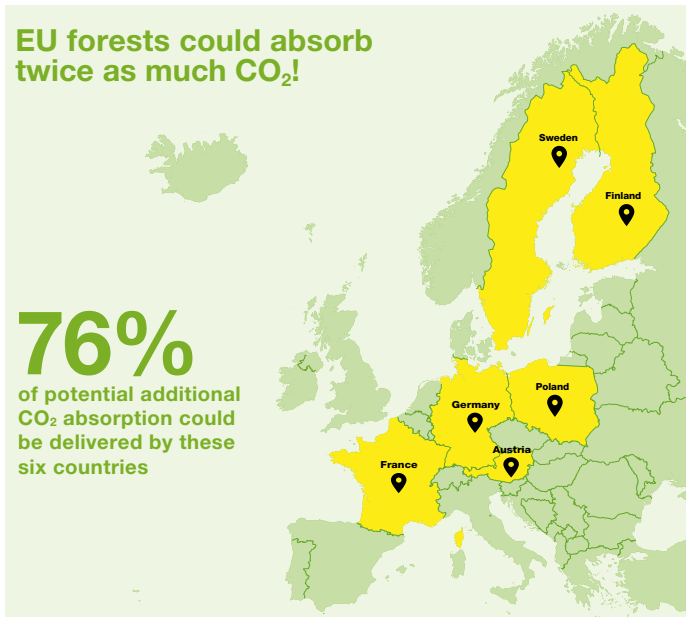 EU forests could absorb
twice as much CO₂!
Sweden
Finland
76%
of potential additional
CO₂ absorption could
be delivered by these
six countries
Poland
Germany
Austria
France